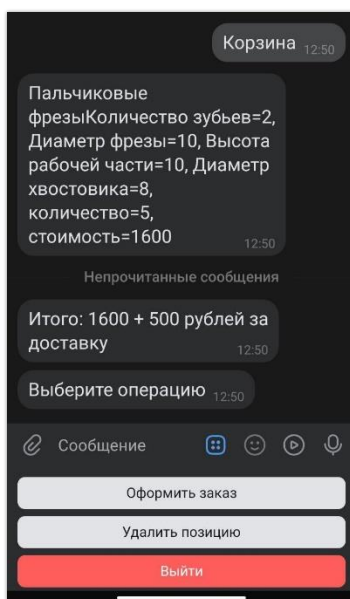 Корзина 12:50
Пальчиковые
фрезыКоличество зубьев=2,
Диаметр фрезы=10, Высота
рабочей части=10, Диаметр
хвостовика=8,
количество=5,
стоимость=1600 12:50
Непрочитанные сообщения
Итого: 1600 + 500 рублей за
доставку 12:50
Выберите операцию 12:50
Сообщение
Оформить заказ
Удалить позицию
Выйти